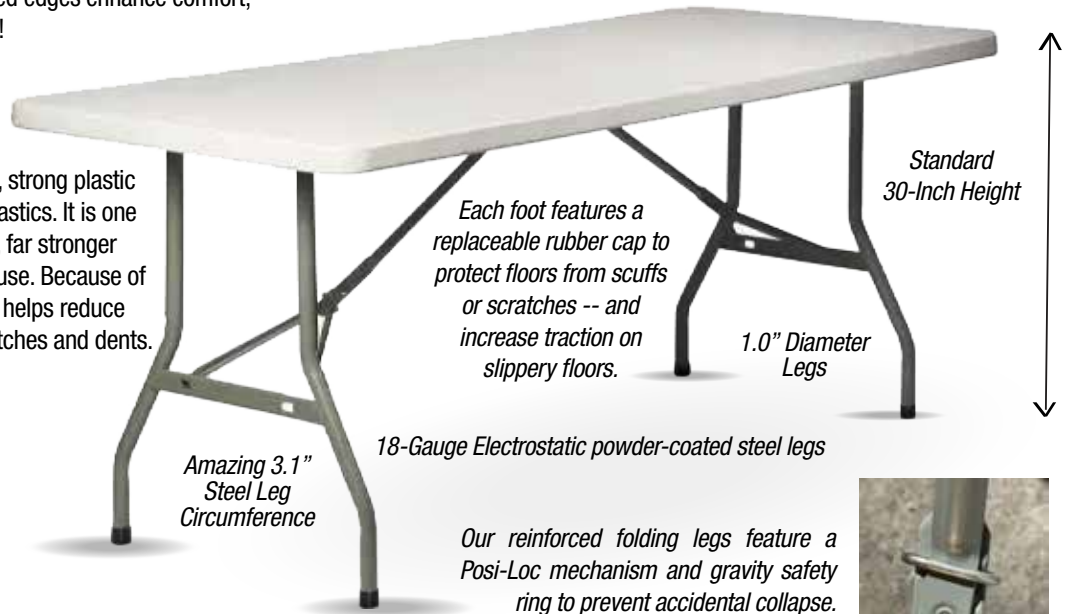 ed edges enhance comfort,
!
, strong plastic
astics. It is one
far stronger
use. Because of
helps reduce
tches and dents.
Each foot features a
replaceable rubber cap to
protect floors from scuffs
or scratches -- and
increase traction on
slippery floors.
Standard
30-Inch Height
1.0” Diameter
Legs
18-Gauge Electrostatic powder-coated steel legs
Amazing 3.1”
Steel Leg
Circumference
Our reinforced folding legs feature a
Posi-Loc mechanism and gravity safety
ring to prevent accidental collapse.